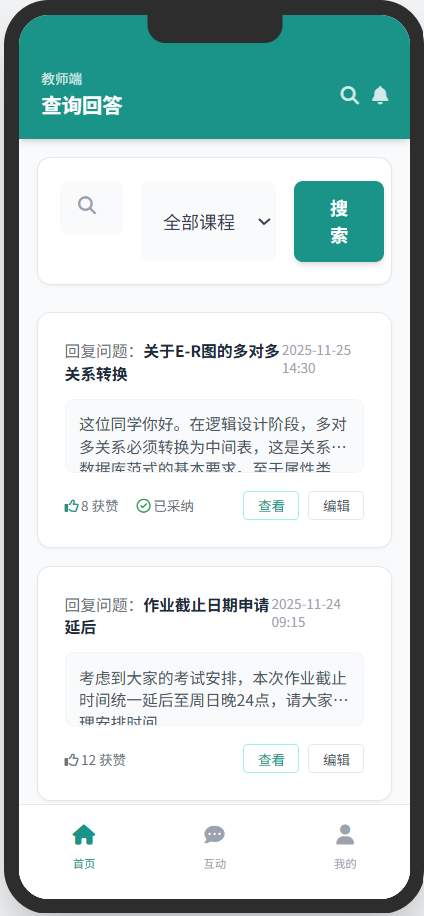 教师端
查询回答
全部课程
搜
索
回复问题：关于E-R图的多对多
关系转换
2025-11-25
14:30
这位同学你好。在逻辑设计阶段，多对
多关系必须转换为中间表，这是关系…
数据库范式的基本要求。至于属性类
8 获赞
已采纳
查看
编辑
回复问题：作业截止日期申请
延后
2025-11-24
09:15
考虑到大家的考试安排，本次作业截止
时间统一延后至周日晚24点，请大家…
理安排时间
12 获赞
查看
编辑
首页
互动
我的